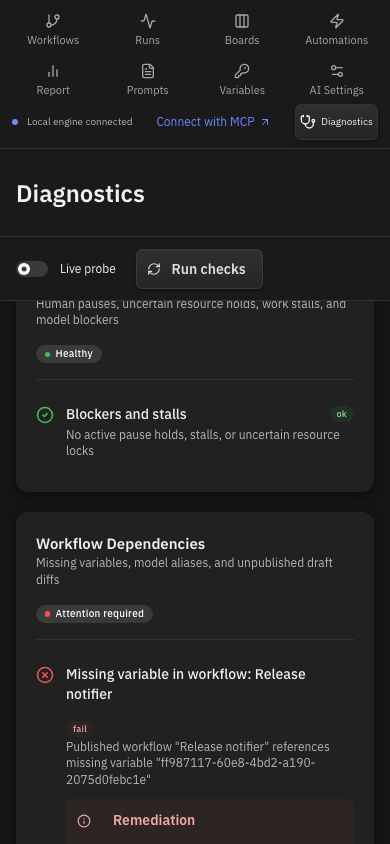 Workflows
Runs
Boards
Automations
Report
Prompts
Variables
AI Settings
Local engine connected
Connect with MCP
Diagnostics
Diagnostics
Live probe
Run checks
Human pauses, uncertain resource holds, work stalls, and
model blockers
Healthy
Blockers and stalls
ok
No active pause holds, stalls, or uncertain resource
locks
Workflow Dependencies
Missing variables, model aliases, and unpublished draft
diffs
Attention required
Missing variable in workflow: Release
notifier
fail
Published workflow "Release notifier" references
missing variable "ff987117-60e8-4bd2-a190-
2075d0febc1e"
Remediation